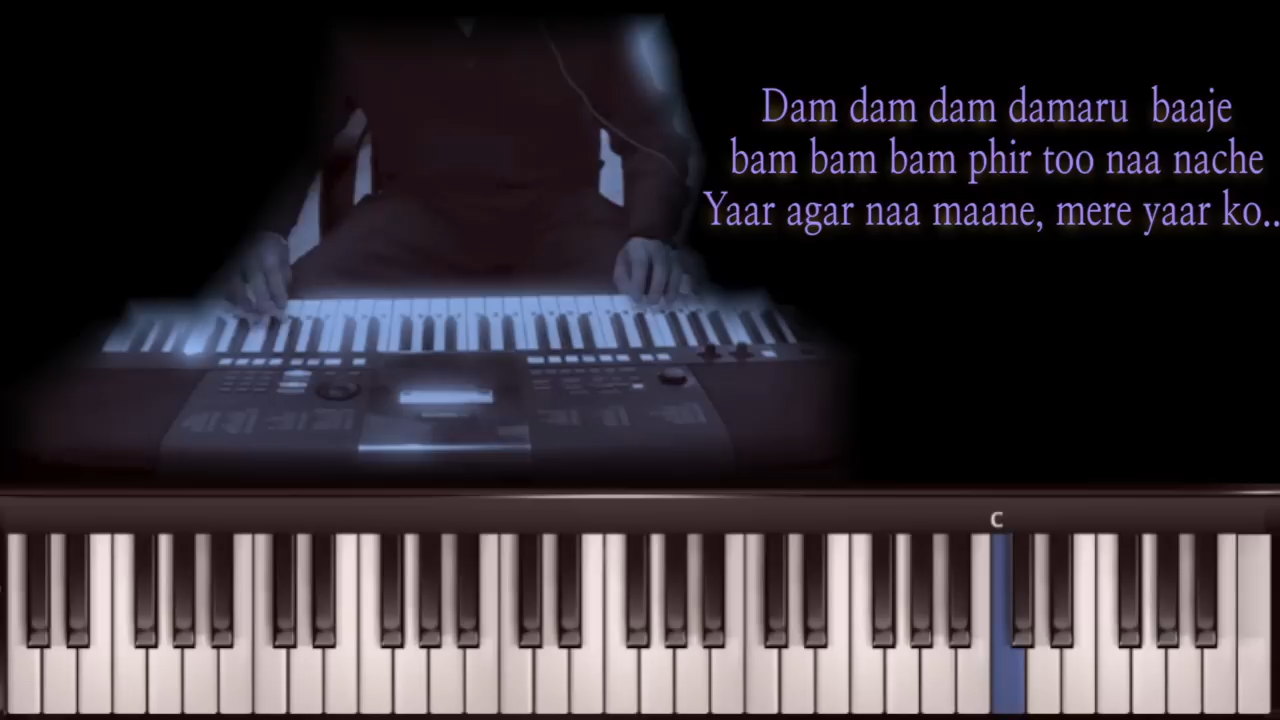 Dam dam dam damaru baaje
bam bam bam phir too naa nache
Yaar agar naa maane, mere yaar ko..
C